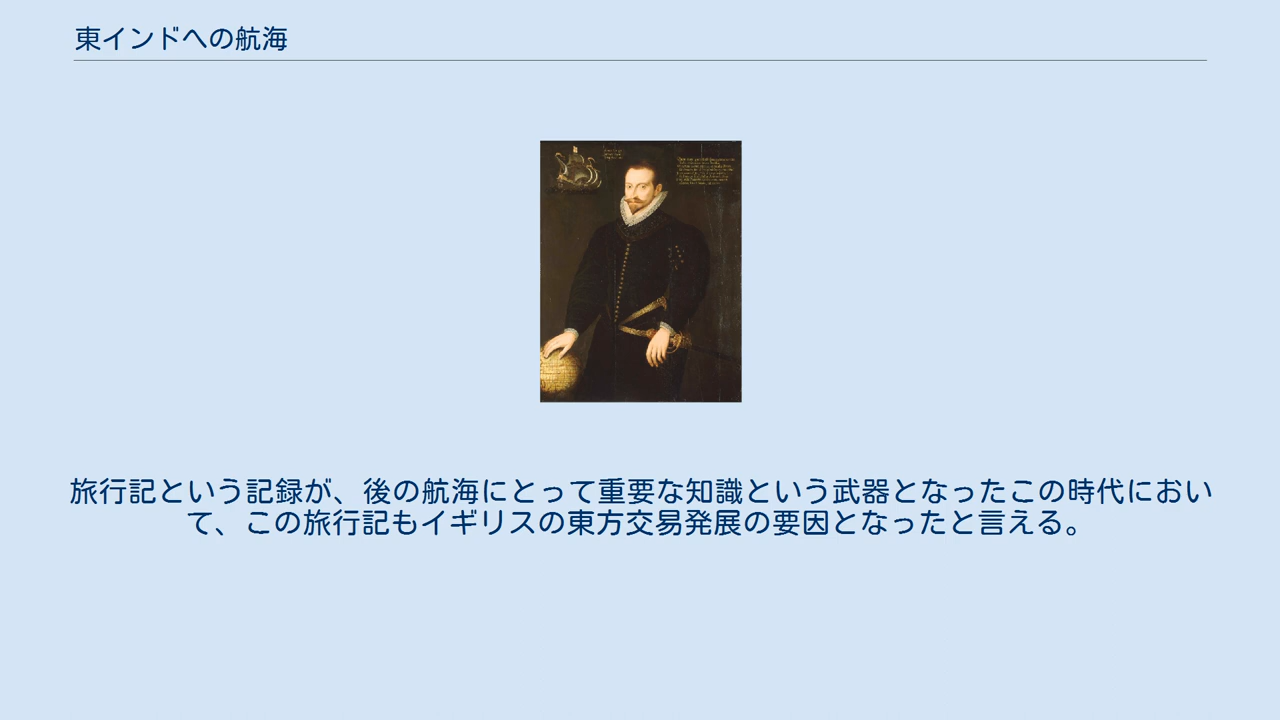 東インドへの航海
旅行記という記録が、後の航海にとって重要な知識という武器となったこの時代におい
て、この旅行記もイギリスの東方交易発展の要因となったと言える。